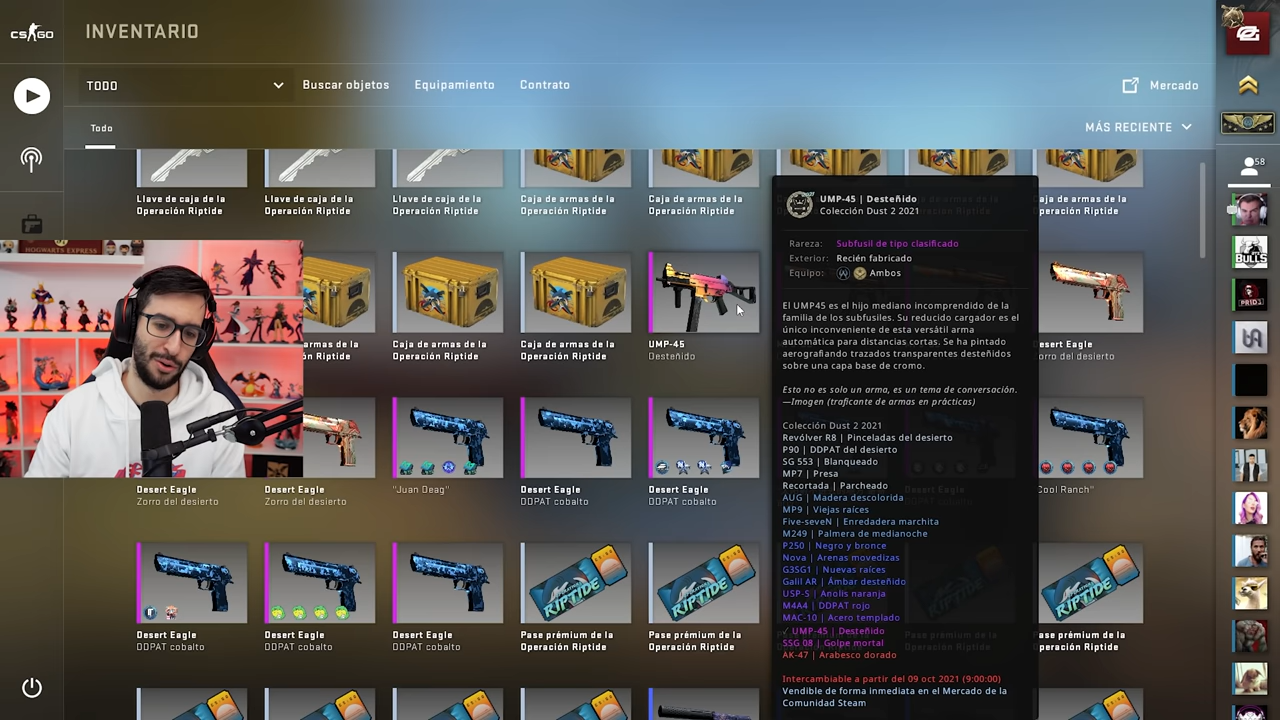 CS:GO
INVENTARIO
TODO
Buscar objetos
Equipamiento
Contrato
Mercado
Todo
MÁS RECIENTE
58
Llave de caja de la
Operación Riptide
Llave de caja de la
Operación Riptide
Llave de caja de la
Operación Riptide
Caja de armas de la
Operación Riptide
Caja de armas de la
Operación Riptide
Operación Riptide
HOGWARTS EXPRESS
armas de la
Operación Riptide
Caja de armas de la
Operación Riptide
Caja de armas de la
Operación Riptide
UMP-45
Desteñido
Desert Eagle
Zorro del desierto
Desert Eagle
Zorro del desierto
Desert Eagle
Zorro del desierto
"Juan Deag"
Desert Eagle
DDPAT cobalto
Desert Eagle
DDPAT cobalto
"Cool Ranch"
Desert Eagle
DDPAT cobalto
Desert Eagle
DDPAT cobalto
Desert Eagle
DDPAT cobalto
RIPTIDE
Pase prémium de la
Operación Riptide
RIPTIDE
Pase prémium de la
Operación Riptide
RIPTIDE
Pase prémium de la
Operación Riptide
UMP-45 | Desteñido
Colección Dust 2 2021
Rareza: Subfusil de tipo clasificado
Exterior: Recién fabricado
Equipo: Ambos
El UMP45 es el hijo mediano incomprendido de la
familia de los subfusiles. Su reducido cargador es el
único inconveniente de esta versátil arma
automática para distancias cortas. Se ha pintado
aerografiando trazados transparentes desteñidos
sobre una capa base de cromo.
Esto no es solo un arma, es un tema de conversación.
—Imogen (traficante de armas en prácticas)
Colección Dust 2 2021
Revólver R8 | Pinceladas del desierto
P90 | DDPAT del desierto
SG 553 | Blanqueado
MP7 | Presa
Recortada | Parcheado
AUG | Madera descolorida
MP9 | Viejas raíces
Five-seveN | Enredadera marchita
M249 | Palmera de medianoche
P250 | Negro y bronce
Nova | Arenas movedizas
G3SG1 | Nuevas raíces
Galil AR | Ámbar desteñido
USP-S | Anolis naranja
M4A4 | DDPAT rojo
MAC-10 | Acero templado
✓ UMP-45 | Desteñido
SSG 08 | Golpe mortal
AK-47 | Arabesco dorado
Intercambiable a partir del 09 oct 2021 (9:00:00)
Vendible de forma inmediata en el Mercado de la
Comunidad Steam
BULLS